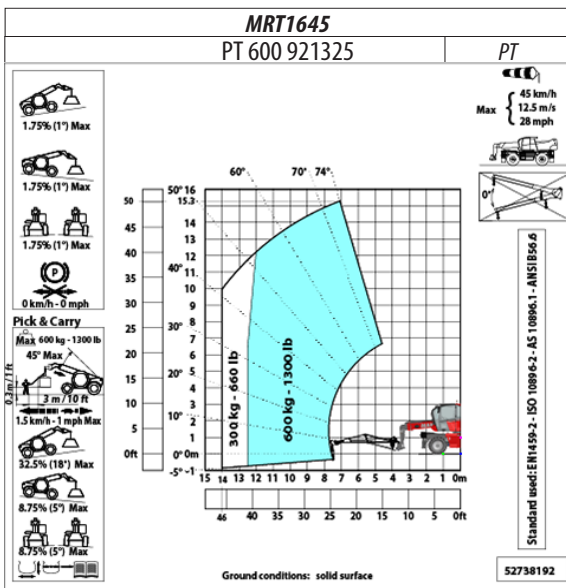 MRT1645
PT 600 921325
PT
1.75% (1°) Max
1.75% (1°) Max
1.75% (1°) Max
P
0 km/h - 0 mph
Pick & Carry
Max 600 kg - 1300 lb
45° Max
0.3 m / 1 ft
3 m / 10 ft
1.5 km/h - 1 mph Max
32.5% (18°) Max
8.75% (5°) Max
8.75% (5°) Max
Max
45 km/h
12.5 m/s
28 mph
0°
60°
70°
74°
50°
40°
30°
20°
10°
0°
-5°
50
45
40
35
30
25
20
15
10
5
0ft
16
15.3
14
13
12
11
10
9
8
7
6
5
4
3
2
1
0m
-1
300 kg - 660 lb
600 kg - 1300 lb
15 14 13 12 11 10 9 8 7 6 5 4 3 2 1 0m
46 40 35 30 25 20 15 10 5 0ft
Ground conditions: solid surface
Standard used: EN1459-2 - ISO 10896-2 - AS 10896.1 - ANSI B56.6
52738192